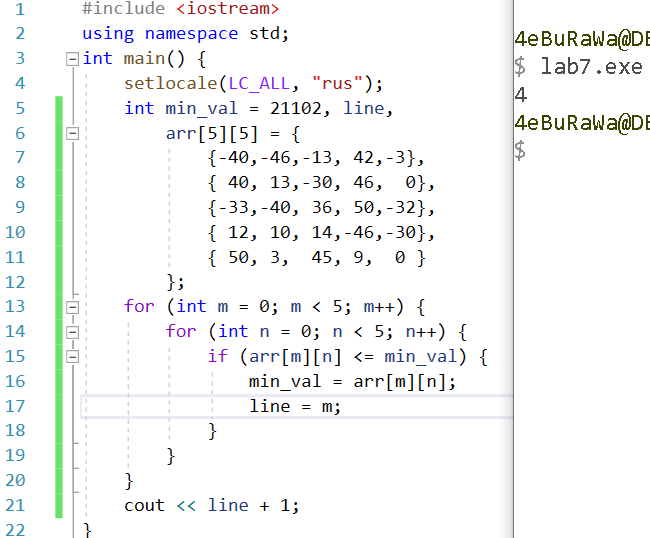 1 #include <iostream>
2 using namespace std;
3 int main() {
4 setlocale(LC_ALL, "rus");
5 int min_val = 21102, line,
6 arr[5][5] = {
7 {-40,-46,-13, 42,-3},
8 { 40, 13,-30, 46,  0},
9 {-33,-40, 36, 50,-32},
10 { 12, 10, 14,-46,-30},
11 { 50, 3,  45, 9,  0 }
12 };
13 for (int m = 0; m < 5; m++) {
14 for (int n = 0; n < 5; n++) {
15 if (arr[m][n] <= min_val) {
16 min_val = arr[m][n];
17 line = m;
18 }
19 }
20 }
21 cout << line + 1;
22 }
4eBuRaWa@DE
$ lab7.exe
4
4eBuRaWa@DE
$